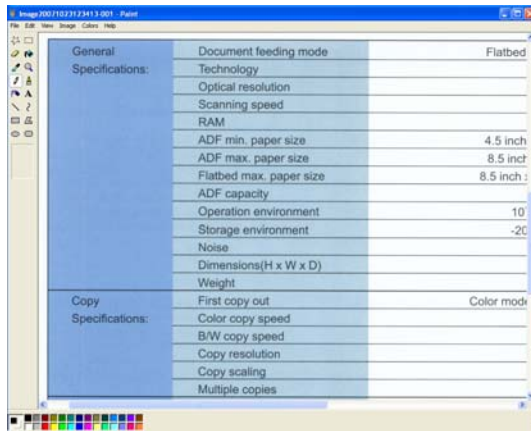 Image20071023123413-001 - Paint
File Edit View Image Colors Help
General Document feeding mode Flatbed
Specifications: Technology
Optical resolution
Scanning speed
RAM
ADF min. paper size 4.5 inch
ADF max. paper size 8.5 inch
Flatbed max. paper size 8.5 inch
ADF capacity
Operation environment 10
Storage environment -20
Noise
Dimensions(H x W x D)
Weight
Copy First copy out Color mode
Specifications: Color copy speed
B/W copy speed
Copy resolution
Copy scaling
Multiple copies